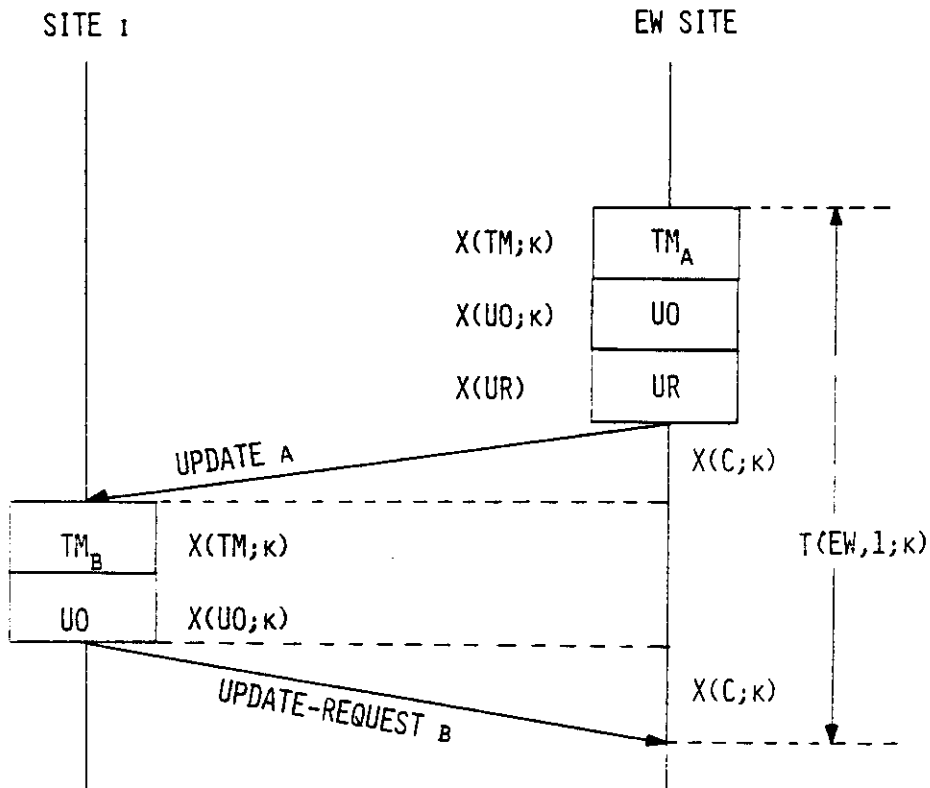 SITE I
EW SITE
X(TM;K)
TM_A
X(UO;K)
UO
X(UR)
UR
UPDATE A
X(C;K)
TM_B
X(TM;K)
T(EW,1;K)
UO
X(UO;K)
X(C;K)
UPDATE-REQUEST B